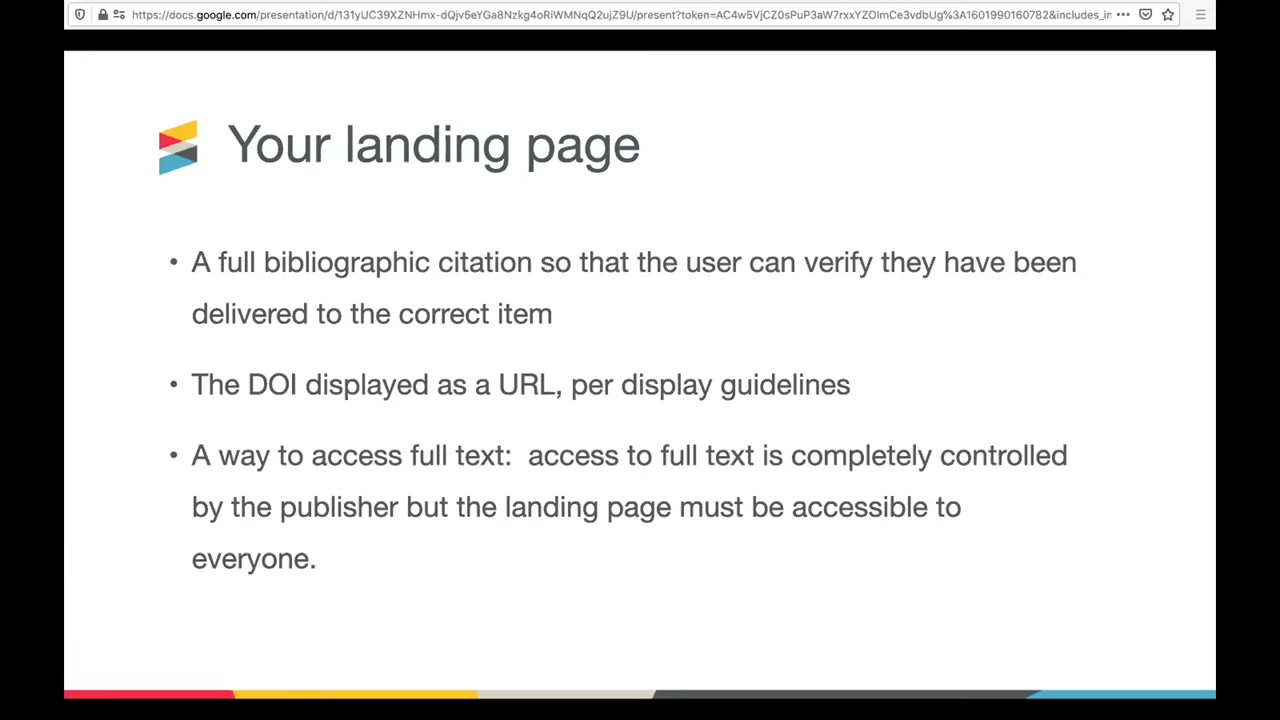 https://docs.google.com/presentation/d/131yUC39XZNHmx-dQjv5eYGa8Nzkg4oRiWMNqQ2ujZ9U/present?token=AC4w5VjCZ0sPuP3aW7rxxYZOlmCe3vdbUg%3A1601990160782&includes_in
Your landing page
• A full bibliographic citation so that the user can verify they have been
delivered to the correct item
• The DOI displayed as a URL, per display guidelines
• A way to access full text: access to full text is completely controlled
by the publisher but the landing page must be accessible to
everyone.